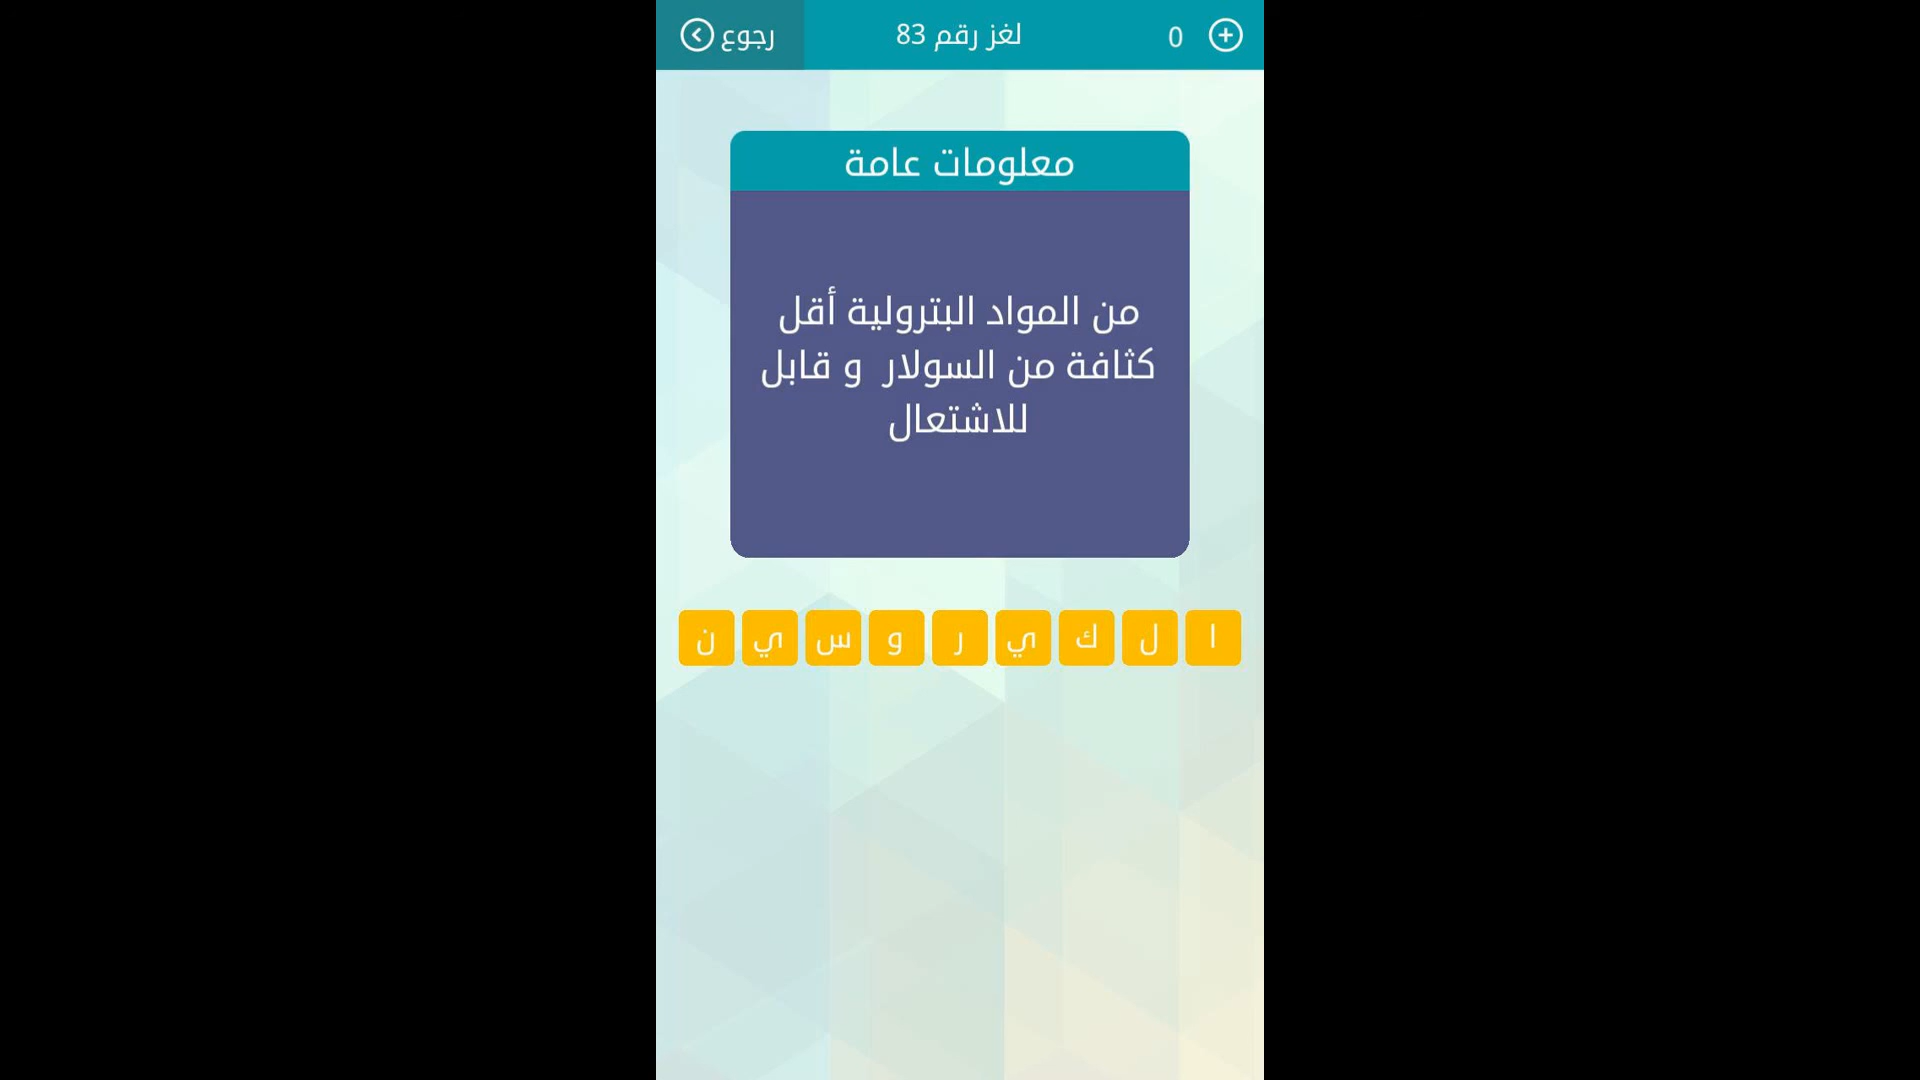 0 لغز رقم 83 رجوع
معلومات عامة
من المواد البترولية أقل
كثافة من السولار و قابل
للاشتعال
ا ل ك ي ر و س ي ن